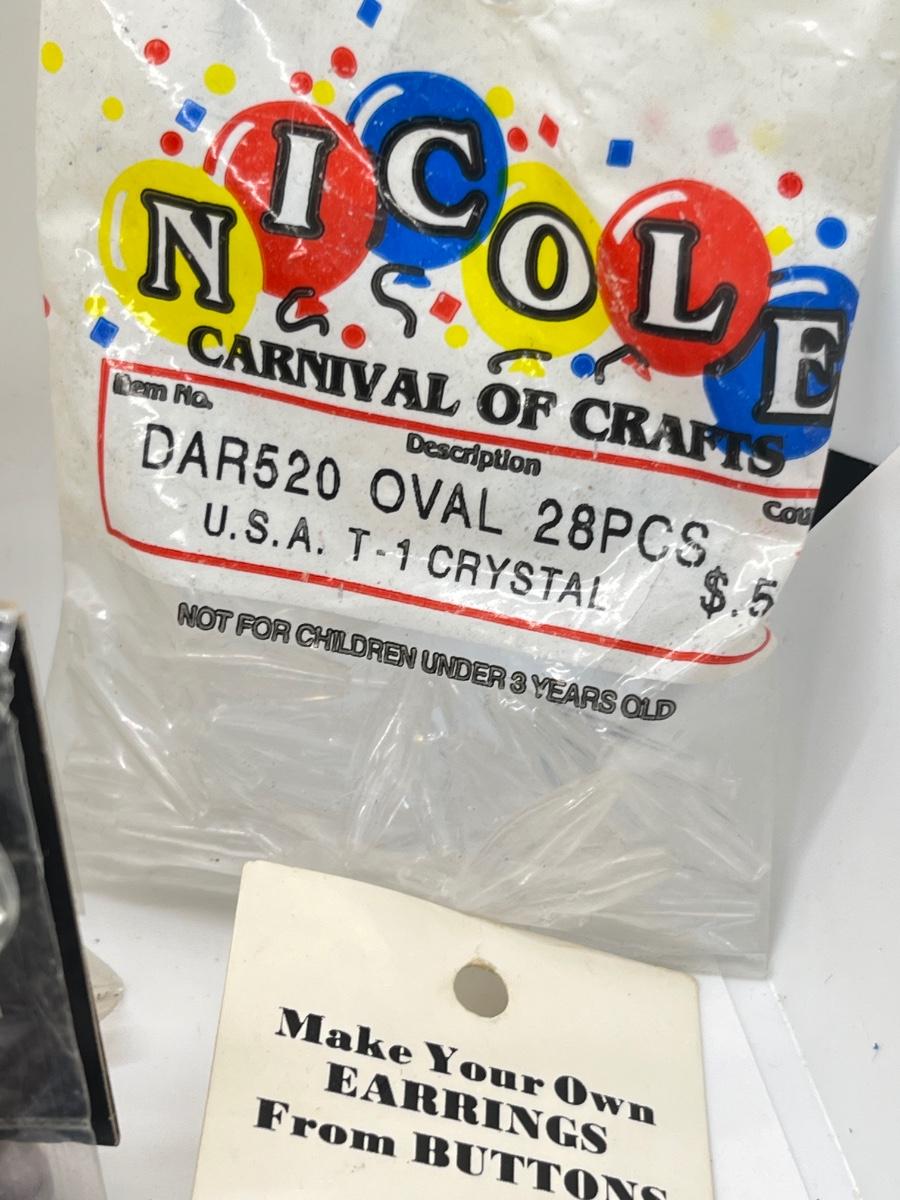 NICOLE
CARNIVAL OF CRAFTS
Item No.
Description
DAR520 OVAL 28PCS
U.S.A. T-1 CRYSTAL
$.5
NOT FOR CHILDREN UNDER 3 YEARS OLD
Make Your Own
EARRINGS
From BUTTONS